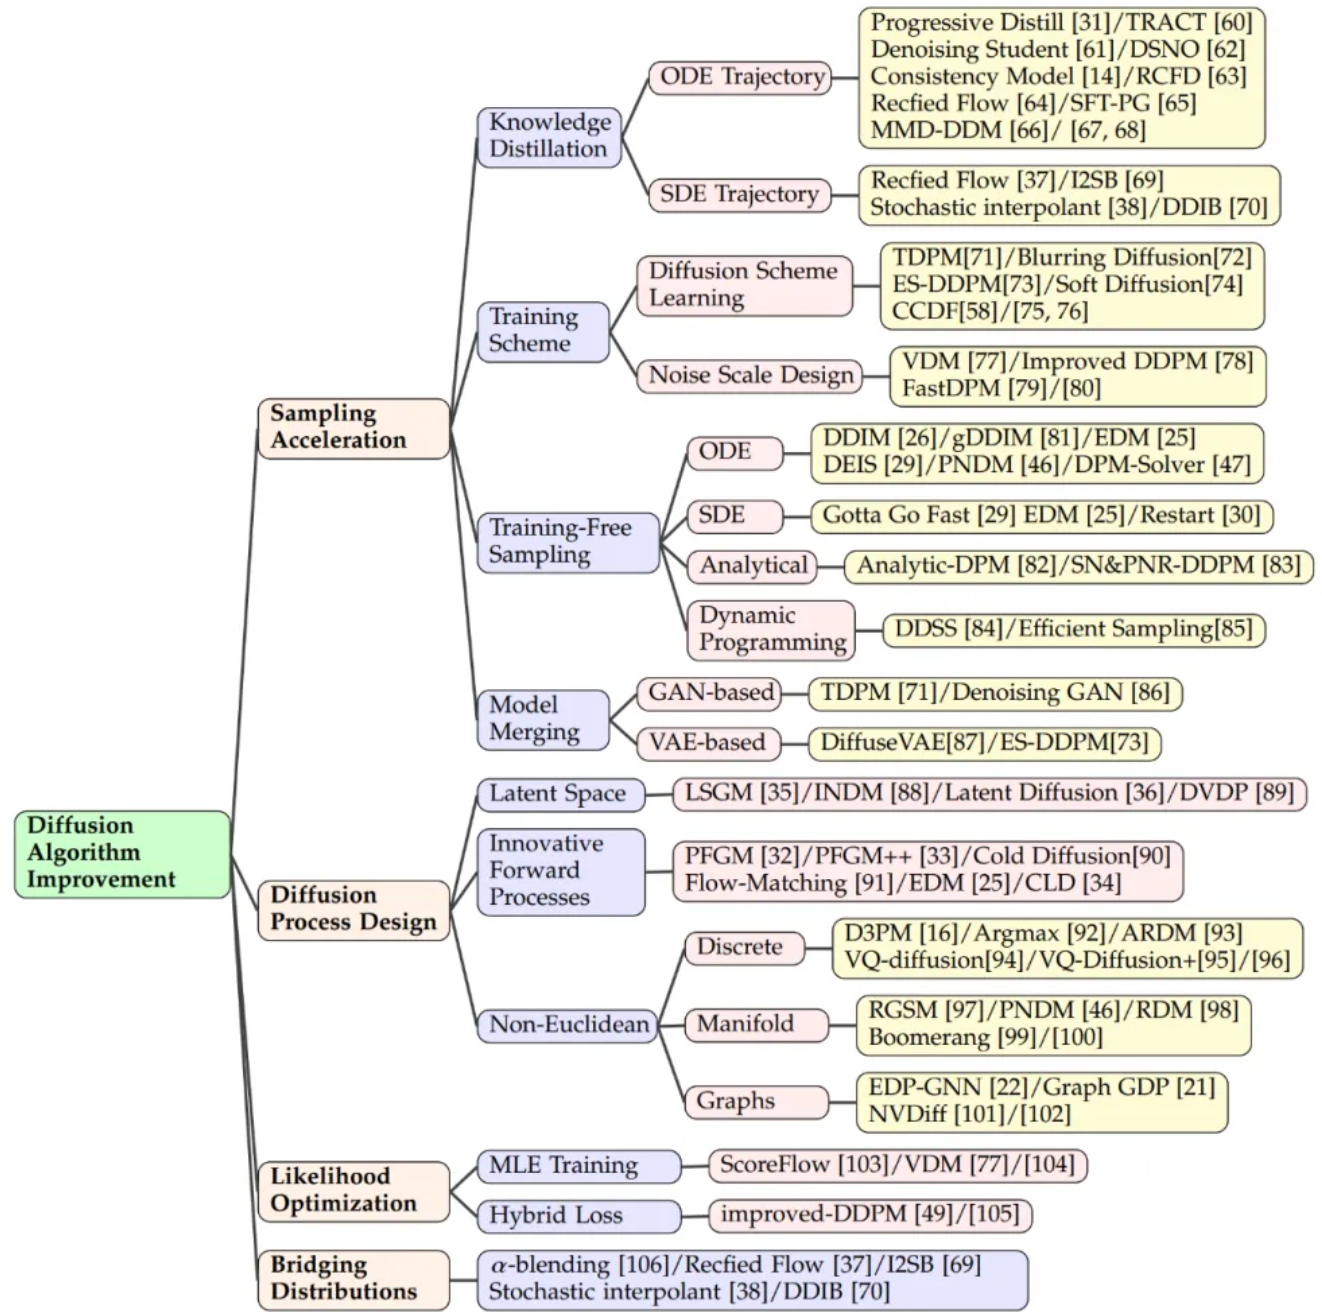 Diffusion
Algorithm
Improvement
Sampling
Acceleration
Knowledge
Distillation
ODE Trajectory
Progressive Distill [31]/TRACT [60]
Denoising Student [61]/DSNO [62]
Consistency Model [14]/RCFD [63]
Recfied Flow [64]/SFT-PG [65]
MMD-DDM [66]/ [67, 68]
SDE Trajectory
Recfied Flow [37]/I2SB [69]
Stochastic interpolant [38]/DDIB [70]
Training
Scheme
Diffusion Scheme
Learning
TDPM[71]/Blurring Diffusion[72]
ES-DDPM[73]/Soft Diffusion[74]
CCDF[58]/[75, 76]
Noise Scale Design
VDM [77]/Improved DDPM [78]
FastDPM [79]/[80]
Training-Free
Sampling
ODE
DDIM [26]/gDDIM [81]/EDM [25]
DEIS [29]/PNDM [46]/DPM-Solver [47]
SDE
Gotta Go Fast [29] EDM [25]/Restart [30]
Analytical
Analytic-DPM [82]/SN&PNR-DDPM [83]
Dynamic
Programming
DDSS [84]/Efficient Sampling[85]
Model
Merging
GAN-based
TDPM [71]/Denoising GAN [86]
VAE-based
DiffuseVAE[87]/ES-DDPM[73]
Diffusion
Process Design
Latent Space
LSGM [35]/INDM [88]/Latent Diffusion [36]/DVDP [89]
Innovative
Forward
Processes
PFGM [32]/PFGM++ [33]/Cold Diffusion[90]
Flow-Matching [91]/EDM [25]/CLD [34]
Non-Euclidean
Discrete
D3PM [16]/Argmax [92]/ARDM [93]
VQ-diffusion[94]/VQ-Diffusion+[95]/[96]
Manifold
RGSM [97]/PNDM [46]/RDM [98]
Boomerang [99]/[100]
Graphs
EDP-GNN [22]/Graph GDP [21]
NVDiff [101]/[102]
Likelihood
Optimization
MLE Training
ScoreFlow [103]/VDM [77]/[104]
Hybrid Loss
improved-DDPM [49]/[105]
Bridging
Distributions
α-blending [106]/Recfied Flow [37]/I2SB [69]
Stochastic interpolant [38]/DDIB [70]